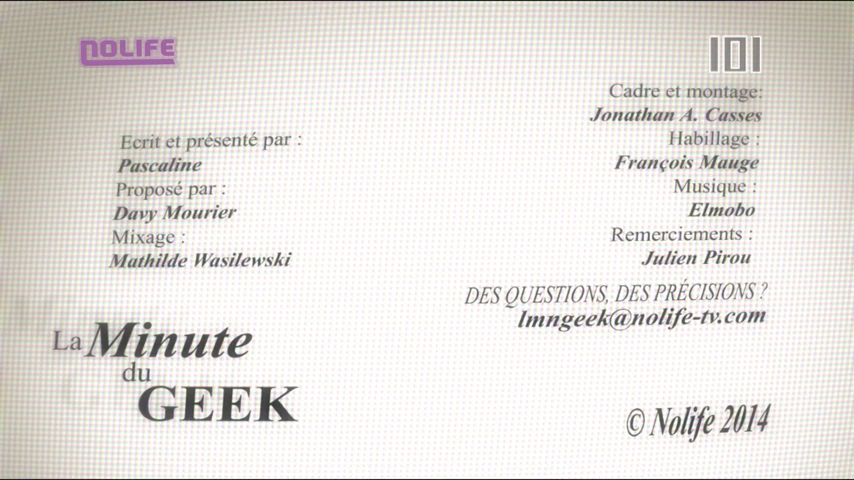 NOLIFE
101
Ecrit et présenté par :
Pascaline
Proposé par :
Davy Mourier
Mixage :
Mathilde Wasilewski
Cadre et montage:
Jonathan A. Casses
Habillage :
François Mauge
Musique :
Elmobo
Remerciements :
Julien Pirou
DES QUESTIONS, DES PRÉCISIONS ?
lmngeek@nolife-tv.com
La Minute
du
GEEK
© Nolife 2014